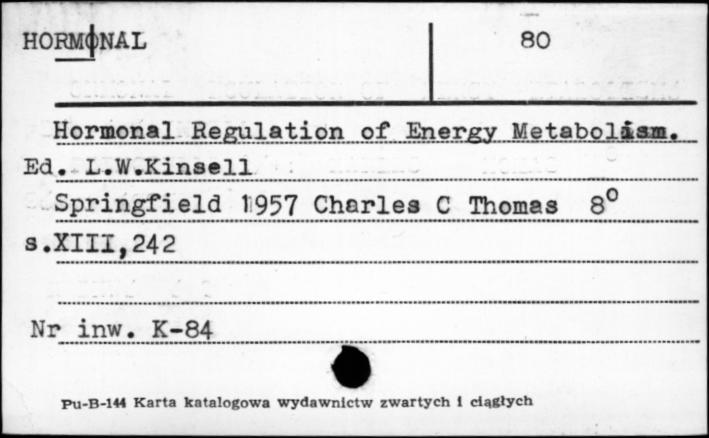 HORMONAL 80
Hormonal Regulation of Energy Metabolism.
Ed. L.W.Kinsell
Springfield 1957 Charles C Thomas 8°
s.XIII,242
Nr inw. K-84
Pu-B-144 Karta katalogowa wydawnictw zwartych i ciągłych